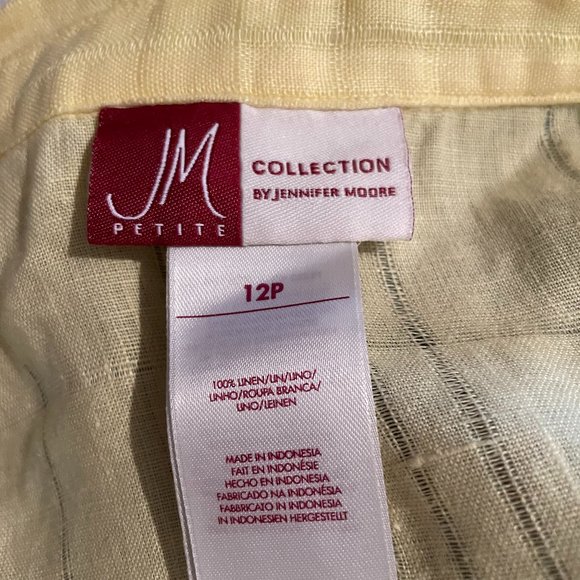 JM
PETITE
COLLECTION
BY JENNIFER MOORE
12P
100% LINEN/LIN/LINO/
LINHO/ROUPA BRANCA/
LINO/LEINEN
MADE IN INDONESIA
FAIT EN INDONÉSIE
HECHO EN INDONESIA
FABRICADO NA INDONÉSIA
FABBRICATO IN INDONESIA
IN INDONESIEN HERGESTELLT